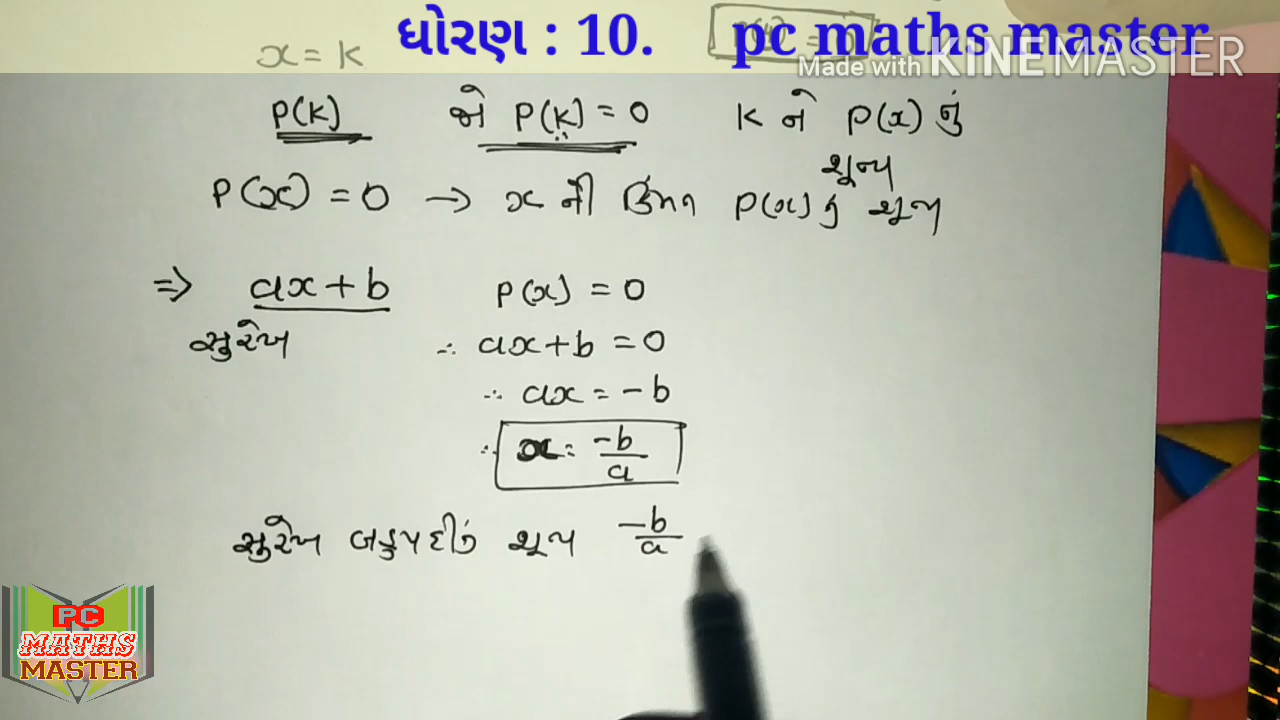 ધોરણ : 10. pc maths master
Made with KINEMASTER
x = k
P(k) જો P(k) = 0 k ને P(x) નું
શૂન્ય
P(x) = 0 → x ની કિંમત P(x) નું શૂન્ય
⇒ ax + b P(x) = 0
સુરેખ ∴ ax + b = 0
∴ ax = -b
∴ x = -b/a
સુરેખ બહુપદીનું શૂન્ય -b/a
PC
MATHS
MASTER